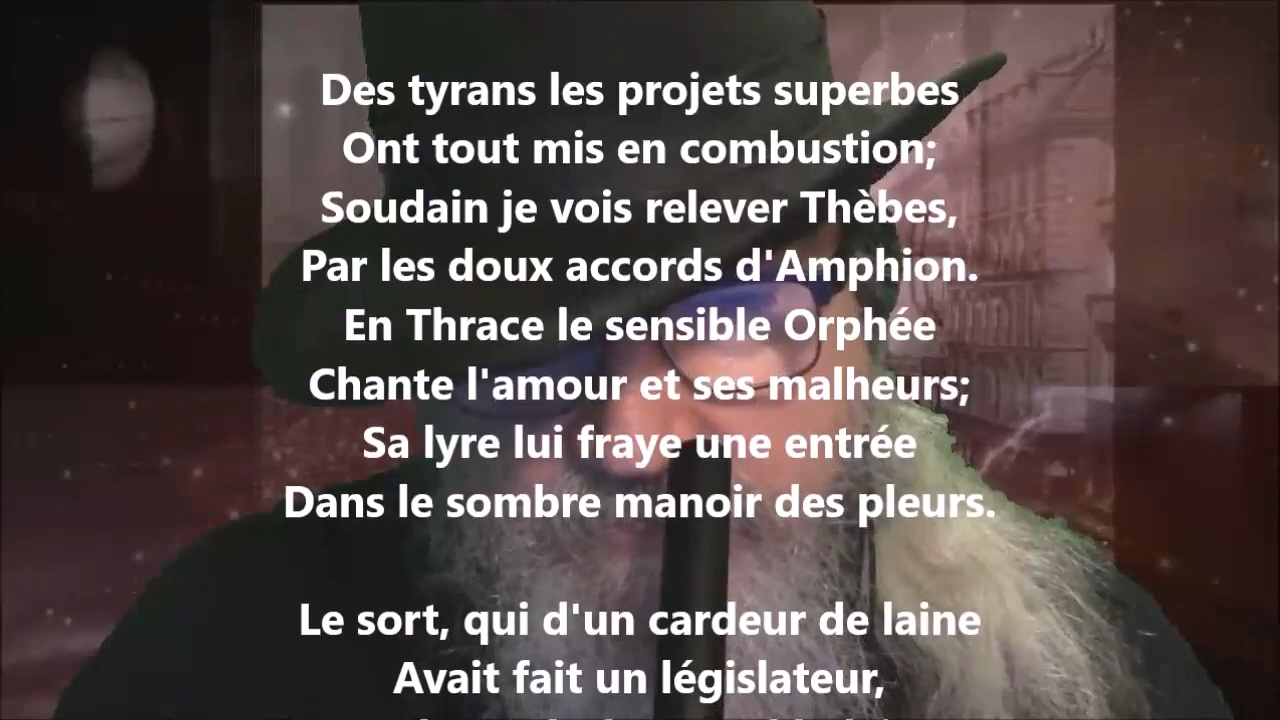 Des tyrans les projets superbes
Ont tout mis en combustion;
Soudain je vois relever Thèbes,
Par les doux accords d'Amphion.
En Thrace le sensible Orphée
Chante l'amour et ses malheurs;
Sa lyre lui fraye une entrée
Dans le sombre manoir des pleurs.
Le sort, qui d'un cardeur de laine
Avait fait un législateur,